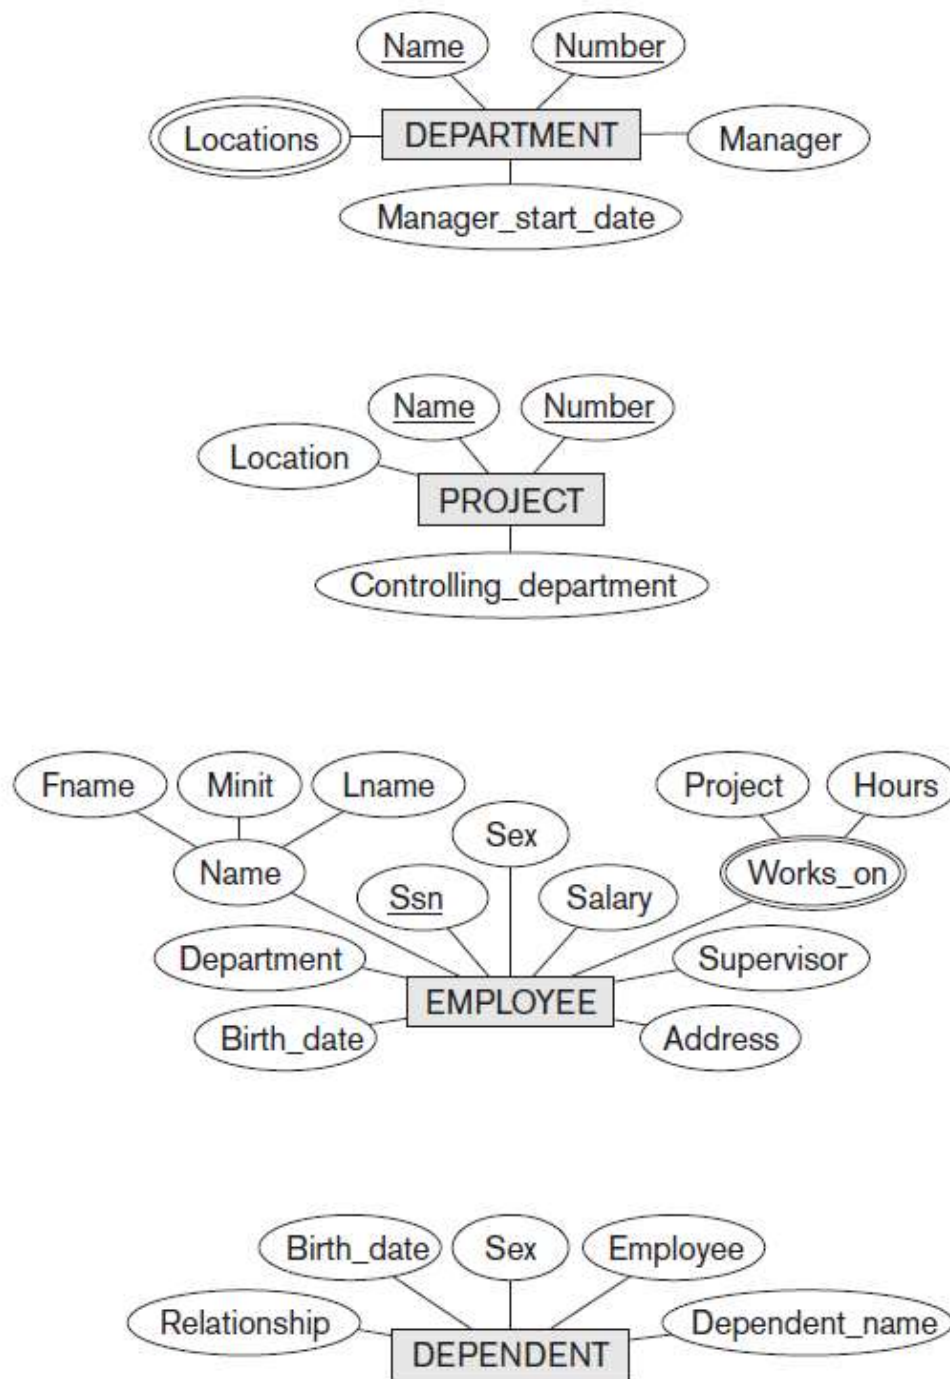 Name Number
Locations DEPARTMENT Manager
Manager_start_date
Name Number
Location
PROJECT
Controlling_department
Fname Minit Lname Project Hours
Sex
Name Works_on
Ssn Salary
Department Supervisor
EMPLOYEE
Birth_date Address
Birth_date Sex Employee
Relationship Dependent_name
DEPENDENT